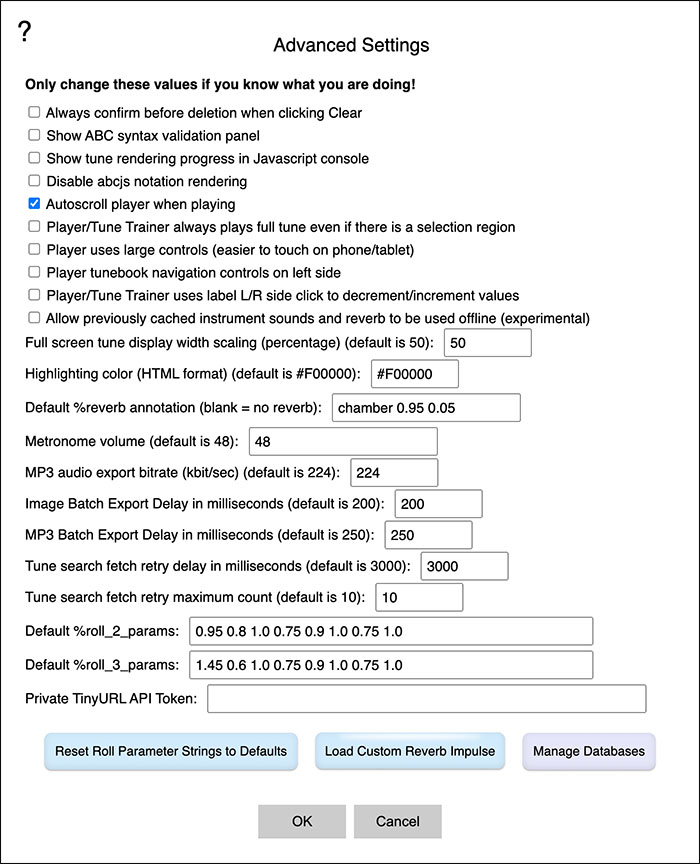 ?
Advanced Settings
Only change these values if you know what you are doing!
Always confirm before deletion when clicking Clear
Show ABC syntax validation panel
Show tune rendering progress in Javascript console
Disable abcjs notation rendering
Autoscroll player when playing
Player/Tune Trainer always plays full tune even if there is a selection region
Player uses large controls (easier to touch on phone/tablet)
Player tunebook navigation controls on left side
Player/Tune Trainer uses label L/R side click to decrement/increment values
Allow previously cached instrument sounds and reverb to be used offline (experimental)
Full screen tune display width scaling (percentage) (default is 50): 50
Highlighting color (HTML format) (default is #F00000): #F00000
Default %reverb annotation (blank = no reverb): chamber 0.95 0.05
Metronome volume (default is 48): 48
MP3 audio export bitrate (kbit/sec) (default is 224): 224
Image Batch Export Delay in milliseconds (default is 200): 200
MP3 Batch Export Delay in milliseconds (default is 250): 250
Tune search fetch retry delay in milliseconds (default is 3000): 3000
Tune search fetch retry maximum count (default is 10): 10
Default %roll_2_params: 0.95 0.8 1.0 0.75 0.9 1.0 0.75 1.0
Default %roll_3_params: 1.45 0.6 1.0 0.75 0.9 1.0 0.75 1.0
Private TinyURL API Token:
Reset Roll Parameter Strings to Defaults Load Custom Reverb Impulse Manage Databases
OK Cancel